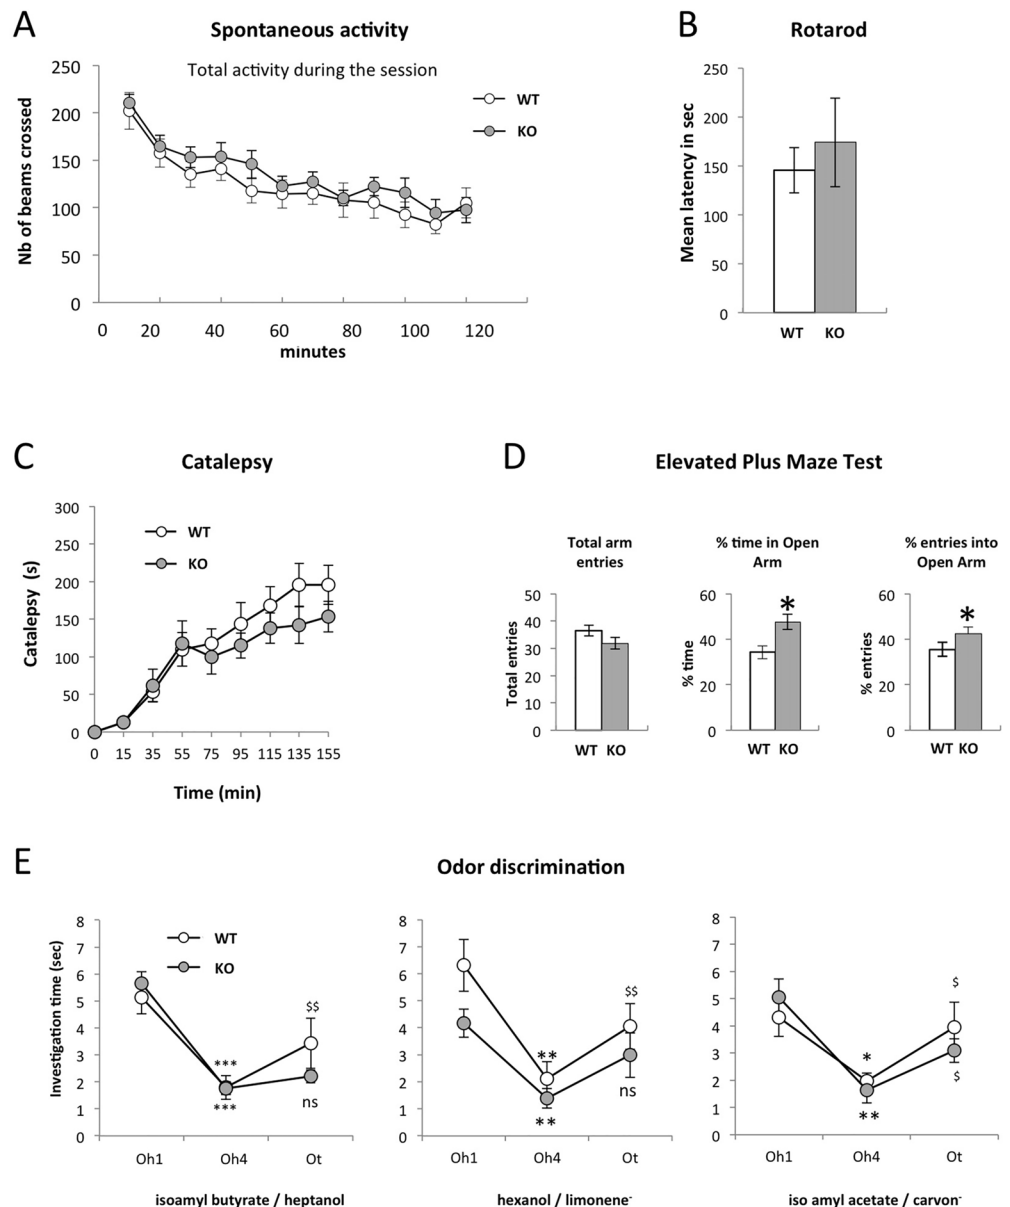 A
Spontaneous activity
Total activity during the session
Nb of beams crossed
250
200
150
100
50
0
WT
KO
0 20 40 60 80 100 120
minutes
B
Rotarod
Mean latency in sec
250
200
150
100
50
0
WT KO
C
Catalepsy
Catalepsy (s)
300
250
200
150
100
50
0
WT
KO
0 15 35 55 75 95 115 135 155
Time (min)
D
Elevated Plus Maze Test
Total arm
entries
Total entries
50
40
30
20
10
0
WT KO
% time in Open
Arm
% time
60
40
20
0
*
WT KO
% entries into
Open Arm
% entries
60
40
20
0
*
WT KO
E
Odor discrimination
Investigation time (sec)
8
7
6
5
4
3
2
1
0
WT
KO
$$
***
***
ns
Oh1 Oh4 Ot
isoamyl butyrate / heptanol
8
7
6
5
4
3
2
1
0
$$
**
**
ns
Oh1 Oh4 Ot
hexanol / limonene-
8
7
6
5
4
3
2
1
0
$
*
**
$
Oh1 Oh4 Ot
iso amyl acetate / carvon-